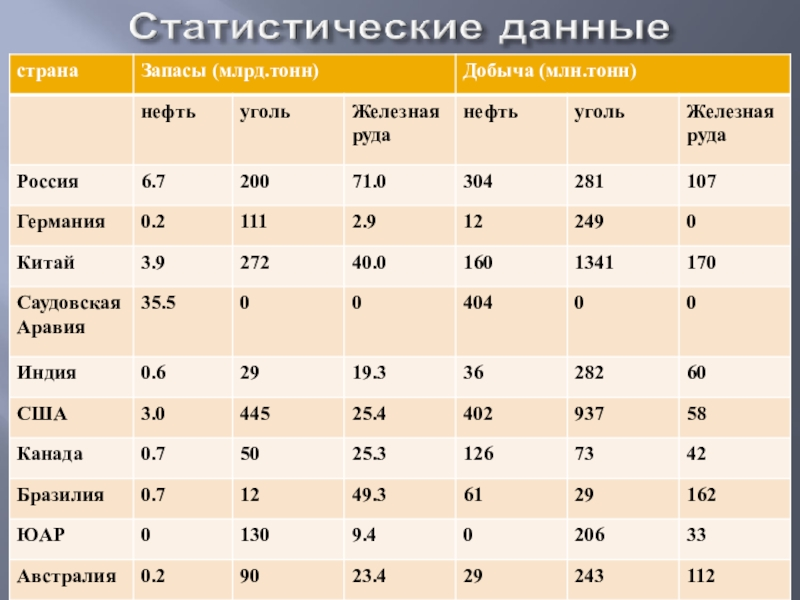 Статистические данные
страна Запасы (млрд.тонн) Добыча (млн.тонн)
нефть уголь Железная руда нефть уголь Железная руда
Россия 6.7 200 71.0 304 281 107
Германия 0.2 111 2.9 12 249 0
Китай 3.9 272 40.0 160 1341 170
Саудовская Аравия 35.5 0 0 404 0 0
Индия 0.6 29 19.3 36 282 60
США 3.0 445 25.4 402 937 58
Канада 0.7 50 25.3 126 73 42
Бразилия 0.7 12 49.3 61 29 162
ЮАР 0 130 9.4 0 206 33
Австралия 0.2 90 23.4 29 243 112